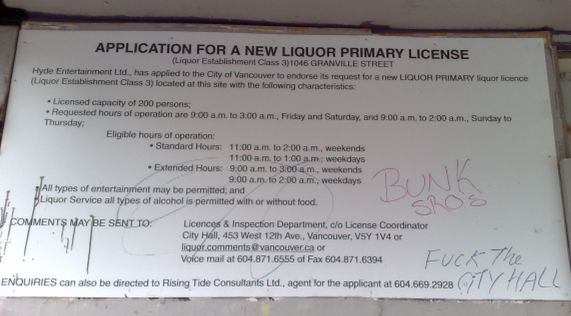 APPLICATION FOR A NEW LIQUOR PRIMARY LICENSE
(Liquor Establishment Class 3)1046 GRANVILLE STREET
Hyde Entertainment Ltd., has applied to the City of Vancouver to endorse its request for a new LIQUOR PRIMARY liquor licence
(Liquor Establishment Class 3) located at this site with the following characteristics:
• Licensed capacity of 200 persons;
• Requested hours of operation are 9:00 a.m. to 3:00 a.m., Friday and Saturday, and 9:00 a.m. to 2:00 a.m., Sunday to
Thursday;
Eligible hours of operation:
• Standard Hours: 11:00 a.m. to 2:00 a.m., weekends
11:00 a.m. to 1:00 a.m., weekdays
• Extended Hours: 9:00 a.m. to 3:00 a.m., weekends
9:00 a.m. to 2:00 a.m., weekdays
All types of entertainment may be permitted; and
Liquor Service all types of alcohol is permitted with or without food.
COMMENTS MAY BE SENT TO: Licences & Inspection Department, c/o License Coordinator
City Hall, 453 West 12th Ave., Vancouver, V5Y 1V4 or
liquor.comments@vancouver.ca or
Voice mail at 604.871.6555 of Fax 604.871.6394
ENQUIRIES can also be directed to Rising Tide Consultants Ltd., agent for the applicant at 604.669.2928
BUNK
SROS
FUCK The
CITY HALL